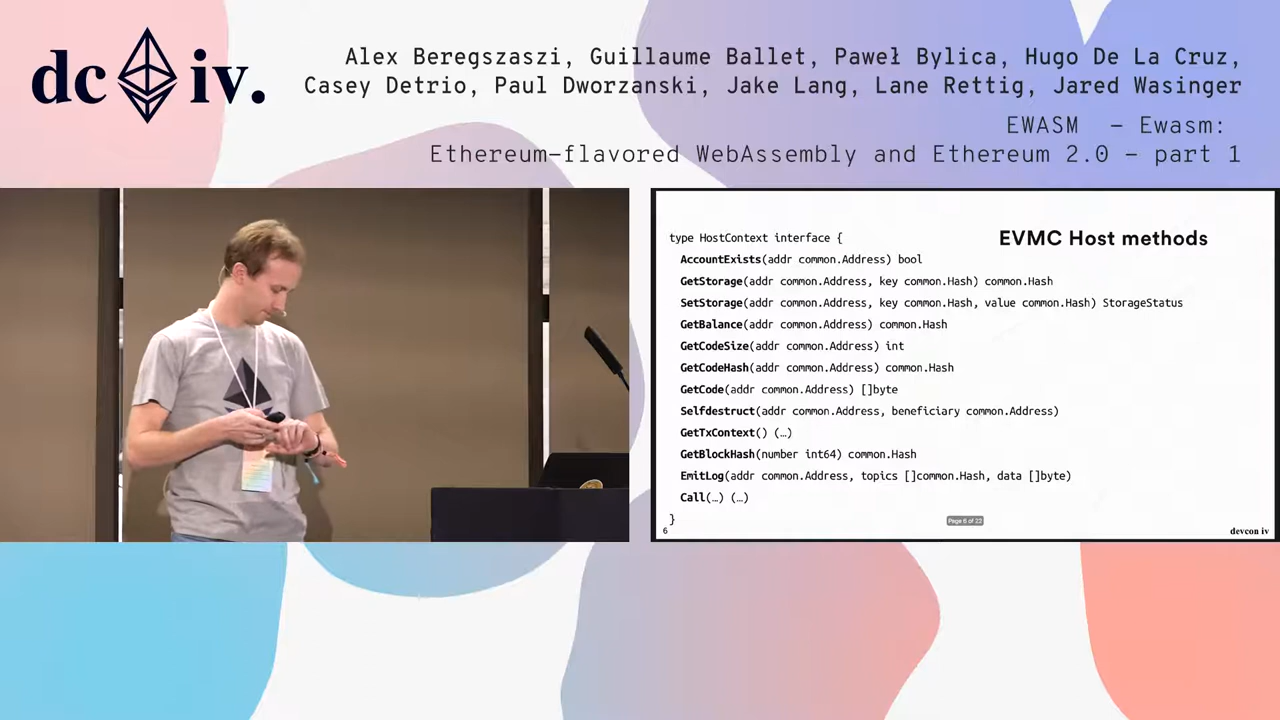 dc iv.
Alex Beregszaszi, Guillaume Ballet, Paweł Bylica, Hugo De La Cruz,
Casey Detrio, Paul Dworzanski, Jake Lang, Lane Rettig, Jared Wasinger
EWASM - Ewasm:
Ethereum-flavored WebAssembly and Ethereum 2.0 - part 1
EVMC Host methods
type HostContext interface {
AccountExists(addr common.Address) bool
GetStorage(addr common.Address, key common.Hash) common.Hash
SetStorage(addr common.Address, key common.Hash, value common.Hash) StorageStatus
GetBalance(addr common.Address) common.Hash
GetCodeSize(addr common.Address) int
GetCodeHash(addr common.Address) common.Hash
GetCode(addr common.Address) []byte
Selfdestruct(addr common.Address, beneficiary common.Address)
GetTxContext() (…)
GetBlockHash(number int64) common.Hash
EmitLog(addr common.Address, topics []common.Hash, data []byte)
Call(…) (…)
}
Page 6 of 22
6
devcon iv